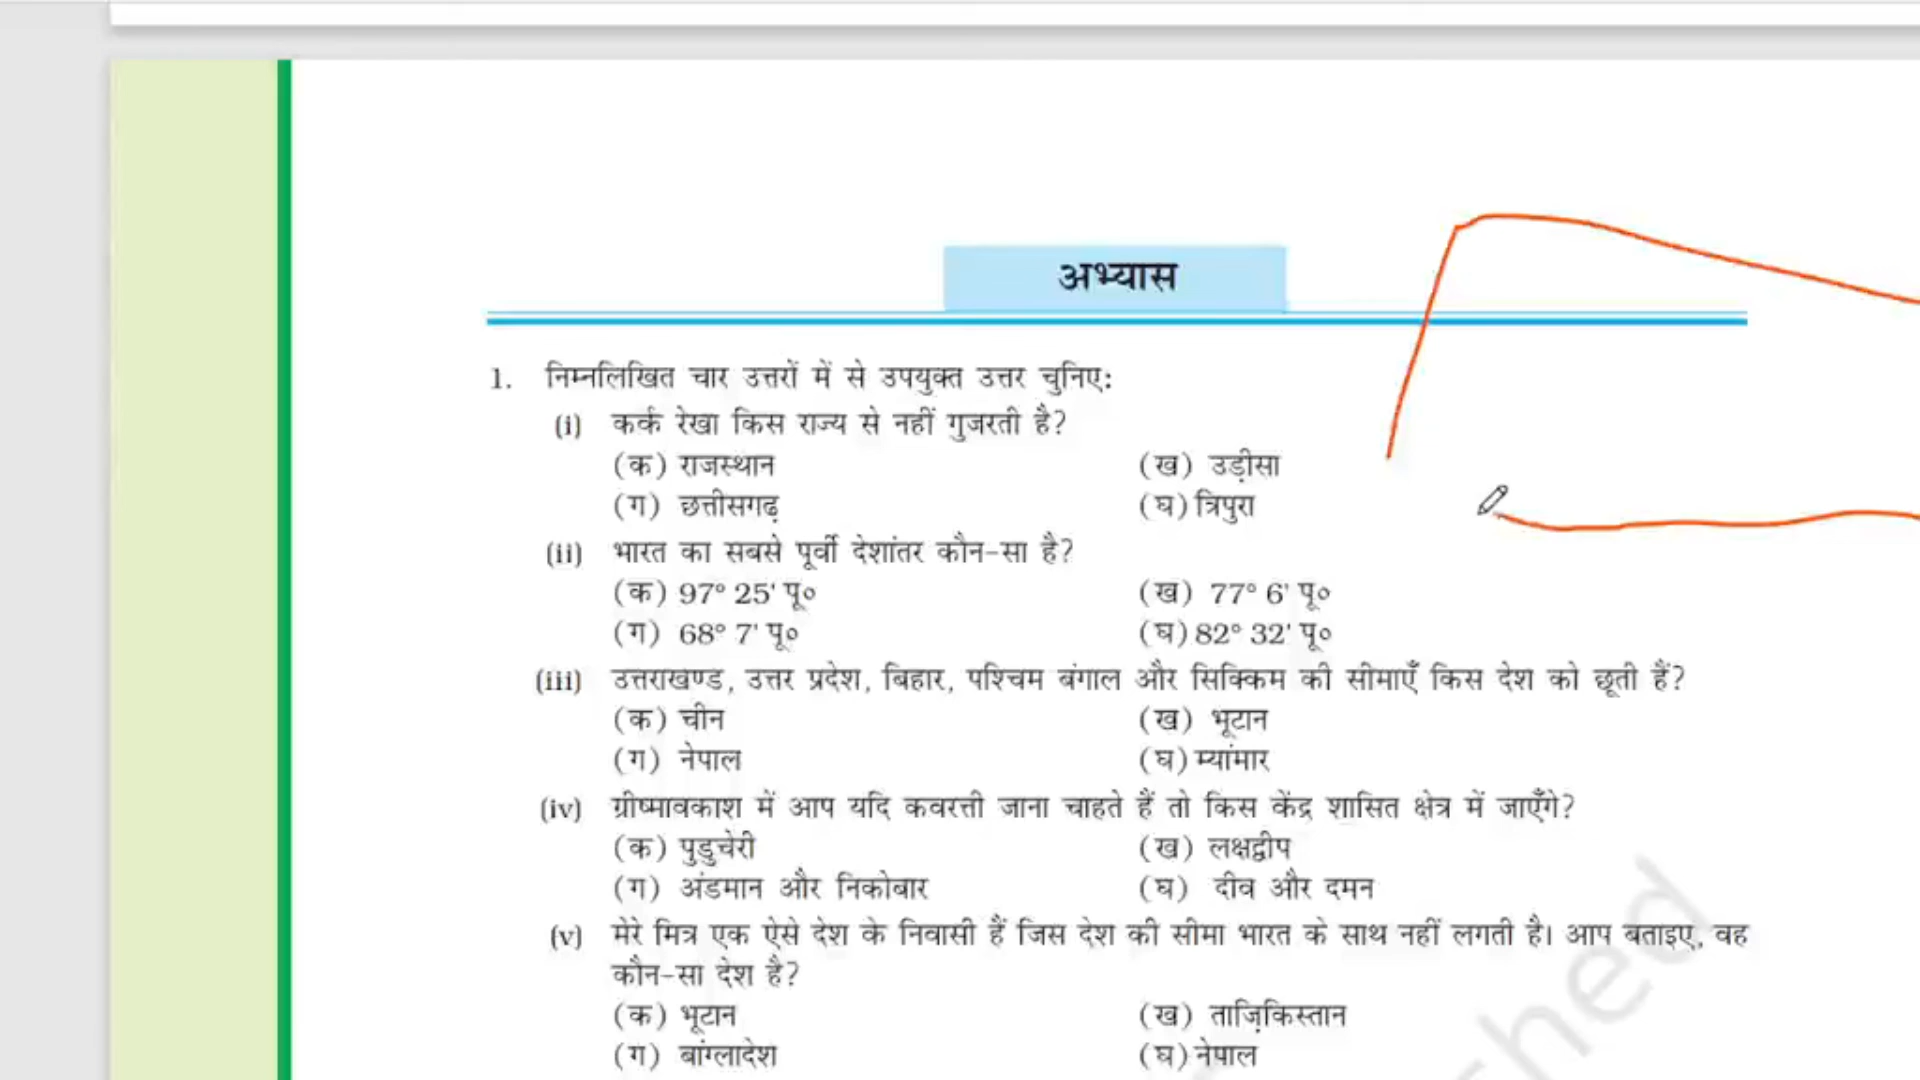 अभ्यास
1. निम्नलिखित चार उत्तरों में से उपयुक्त उत्तर चुनिए:
(i) कर्क रेखा किस राज्य से नहीं गुजरती है?
(क) राजस्थान (ख) उड़ीसा
(ग) छत्तीसगढ़ (घ) त्रिपुरा
(ii) भारत का सबसे पूर्वी देशांतर कौन-सा है?
(क) 97° 25' पू० (ख) 77° 6' पू०
(ग) 68° 7' पू० (घ) 82° 32' पू०
(iii) उत्तराखण्ड, उत्तर प्रदेश, बिहार, पश्चिम बंगाल और सिक्किम की सीमाएँ किस देश को छूती हैं?
(क) चीन (ख) भूटान
(ग) नेपाल (घ) म्यांमार
(iv) ग्रीष्मावकाश में आप यदि कवरत्ती जाना चाहते हैं तो किस केंद्र शासित क्षेत्र में जाएँगे?
(क) पुडुचेरी (ख) लक्षद्वीप
(ग) अंडमान और निकोबार (घ) दीव और दमन
(v) मेरे मित्र एक ऐसे देश के निवासी हैं जिस देश की सीमा भारत के साथ नहीं लगती है। आप बताइए, वह
कौन-सा देश है?
(क) भूटान (ख) ताज़िकिस्तान
(ग) बांग्लादेश (घ) नेपाल